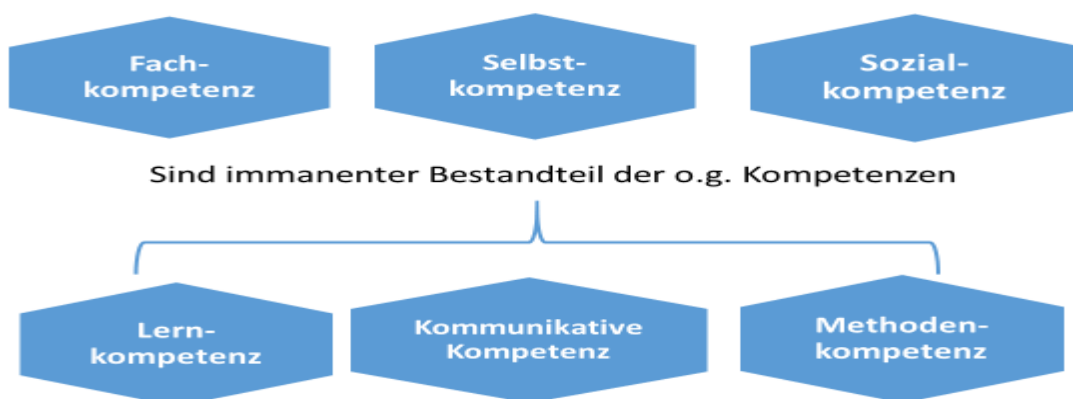 Fach-
kompetenz
Selbst-
kompetenz
Sozial-
kompetenz
Sind immanenter Bestandteil der o.g. Kompetenzen
Lern-
kompetenz
Kommunikative
Kompetenz
Methoden-
kompetenz